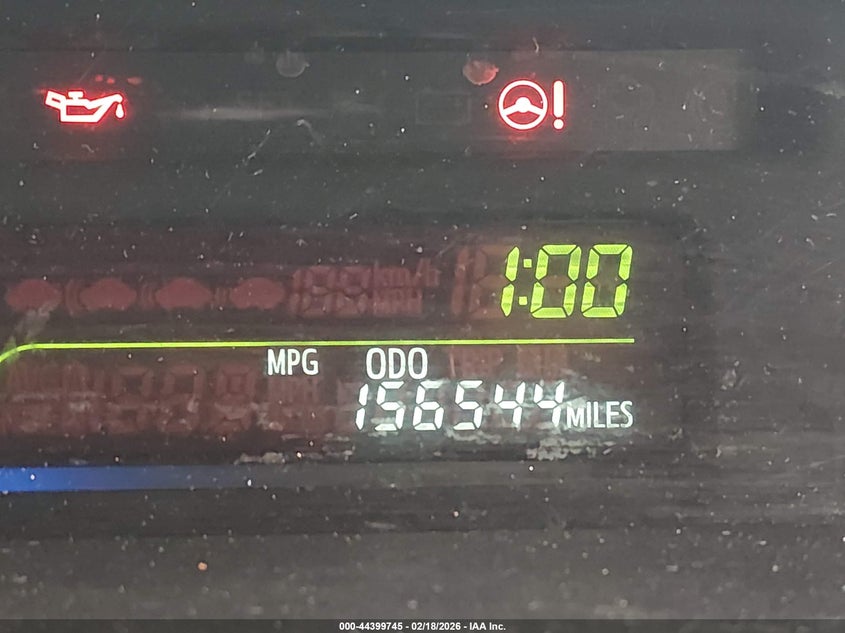 !
1:00
MPG ODO
156544 MILES
000-44399745 - 02/18/2026 - IAA Inc.